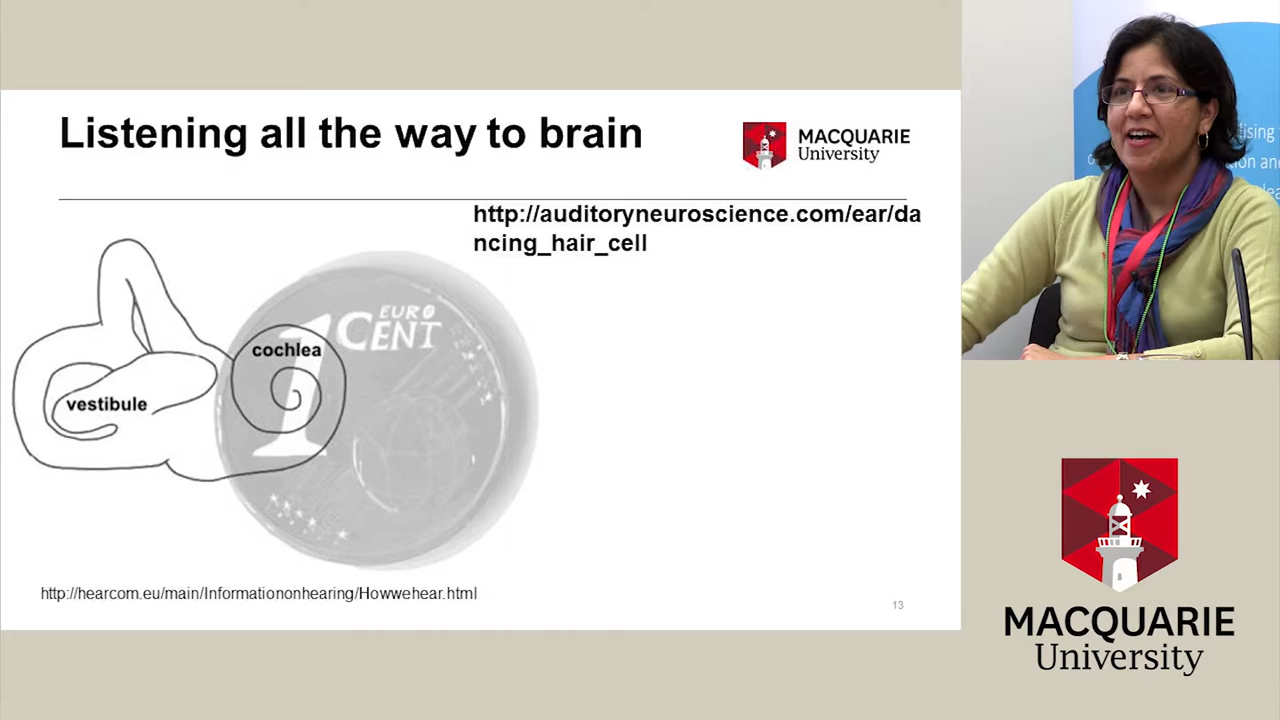 Listening all the way to brain
MACQUARIE
University
http://auditoryneuroscience.com/ear/da
ncing_hair_cell
EURO
CENT
1
cochlea
vestibule
http://hearcom.eu/main/Informationonhearing/Howwehear.html
13
MACQUARIE
University